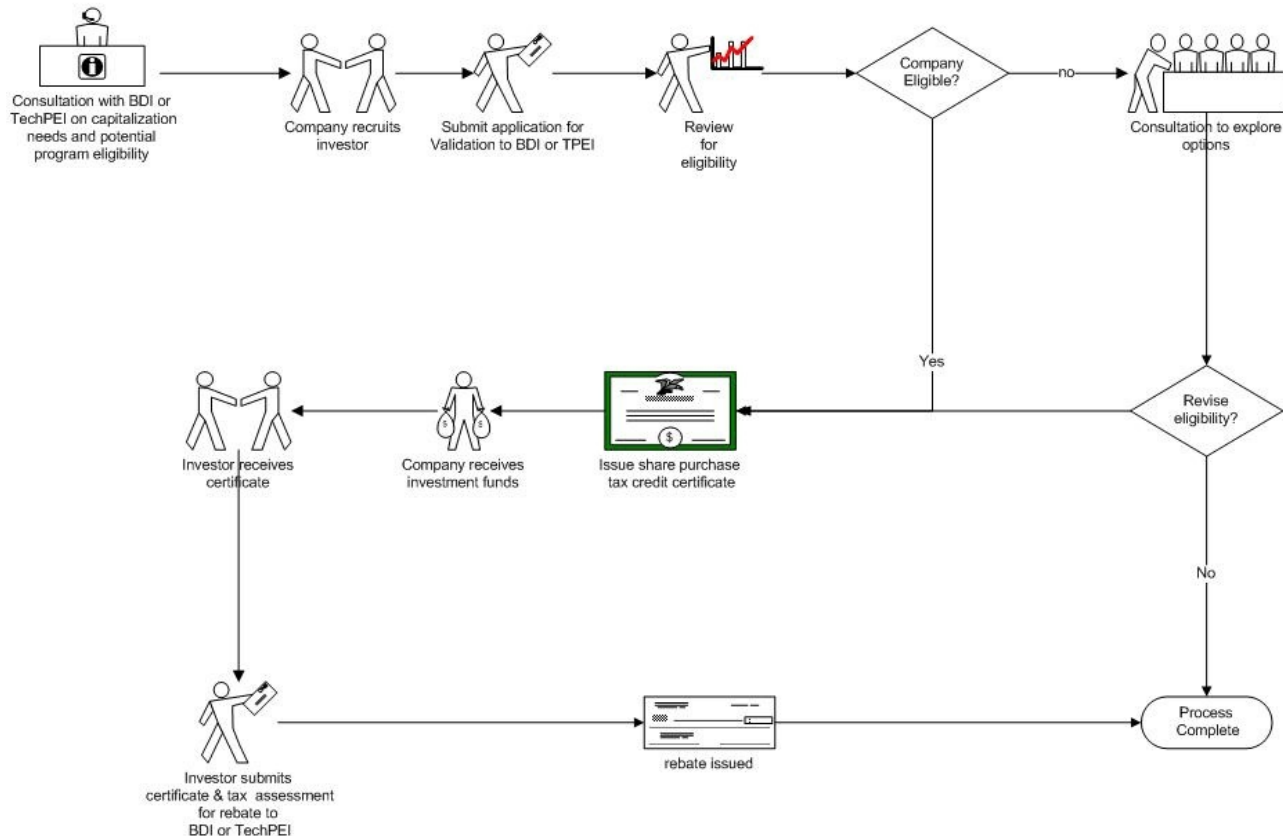 Consultation with BDI or
TechPEI on capitalization
needs and potential
program eligibility
Company recruits
investor
Submit application for
Validation to BDI or TPEI
Review
for
eligibility
Company
Eligible?
no
Consultation to explore
options
Yes
Revise
eligibility?
Investor receives
certificate
Company receives
investment funds
$
$
$
Issue share purchase
tax credit certificate
No
Investor submits
certificate & tax assessment
for rebate to
BDI or TechPEI
rebate issued
Process
Complete